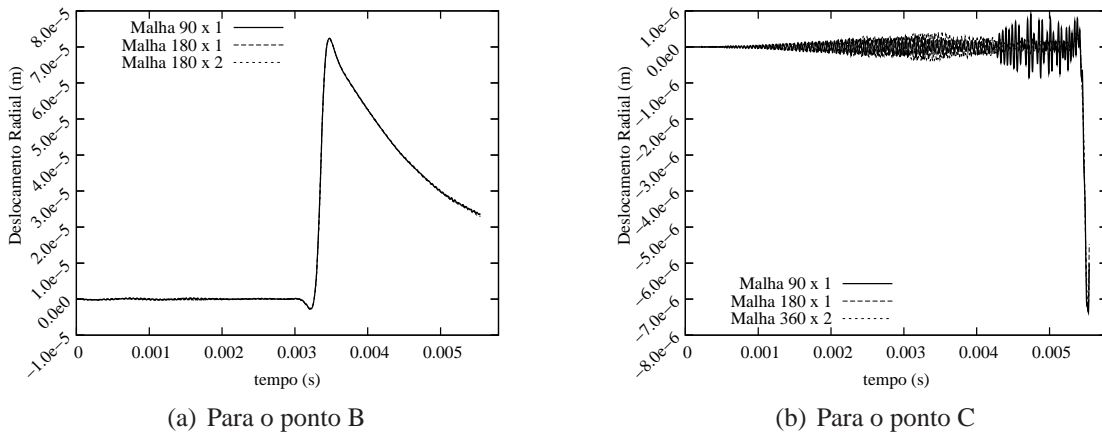 8.0e−5
7.0e−5
6.0e−5
5.0e−5
4.0e−5
3.0e−5
2.0e−5
1.0e−5
0.0e0
−1.0e−5
Deslocamento Radial (m)
Malha 90 x 1
Malha 180 x 1
Malha 180 x 2
0 0.001 0.002 0.003 0.004 0.005
tempo (s)
(a) Para o ponto B
1.0e−6
0.0e0
−1.0e−6
−2.0e−6
−3.0e−6
−4.0e−6
−5.0e−6
−6.0e−6
−7.0e−6
−8.0e−6
Deslocamento Radial (m)
Malha 90 x 1
Malha 180 x 1
Malha 360 x 2
0 0.001 0.002 0.003 0.004 0.005
tempo (s)
(b) Para o ponto C